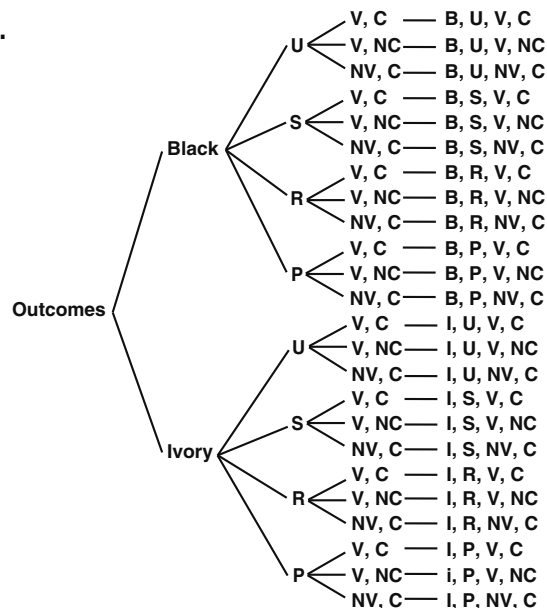 .
V, C B, U, V, C
U V, NC B, U, V, NC
NV, C B, U, NV, C
V, C B, S, V, C
S V, NC B, S, V, NC
NV, C B, S, NV, C
Black
V, C B, R, V, C
R V, NC B, R, V, NC
NV, C B, R, NV, C
V, C B, P, V, C
P V, NC B, P, V, NC
NV, C B, P, NV, C
Outcomes
V, C I, U, V, C
U V, NC I, U, V, NC
NV, C I, U, NV, C
V, C I, S, V, C
S V, NC I, S, V, NC
NV, C I, S, NV, C
Ivory
V, C I, R, V, C
R V, NC I, R, V, NC
NV, C I, R, NV, C
V, C I, P, V, C
P V, NC i, P, V, NC
NV, C I, P, NV, C